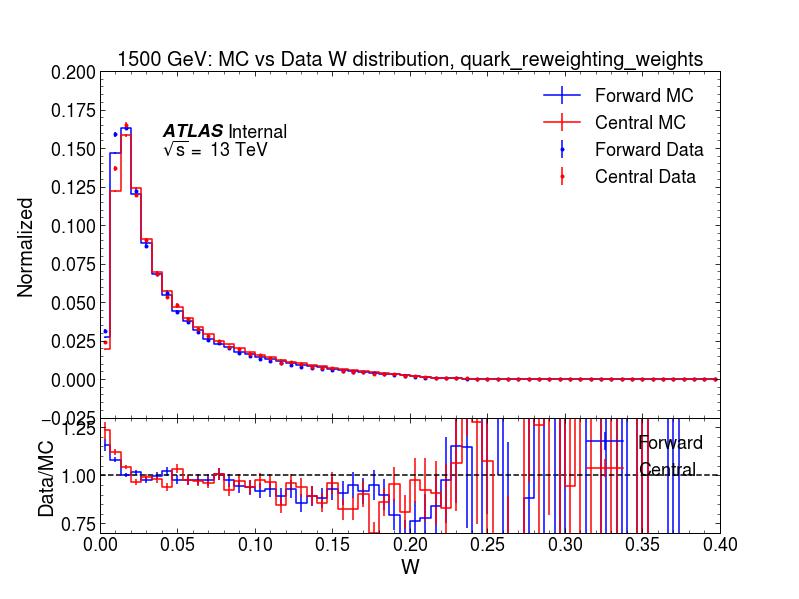 1500 GeV: MC vs Data W distribution, quark_reweighting_weights
0.200
0.175
0.150
0.125
0.100
0.075
0.050
0.025
0.000
−0.025
Normalized
ATLAS Internal
√s = 13 TeV
Forward MC
Central MC
Forward Data
Central Data
1.25
1.00
0.75
Data/MC
Forward
Central
0.00 0.05 0.10 0.15 0.20 0.25 0.30 0.35 0.40
W